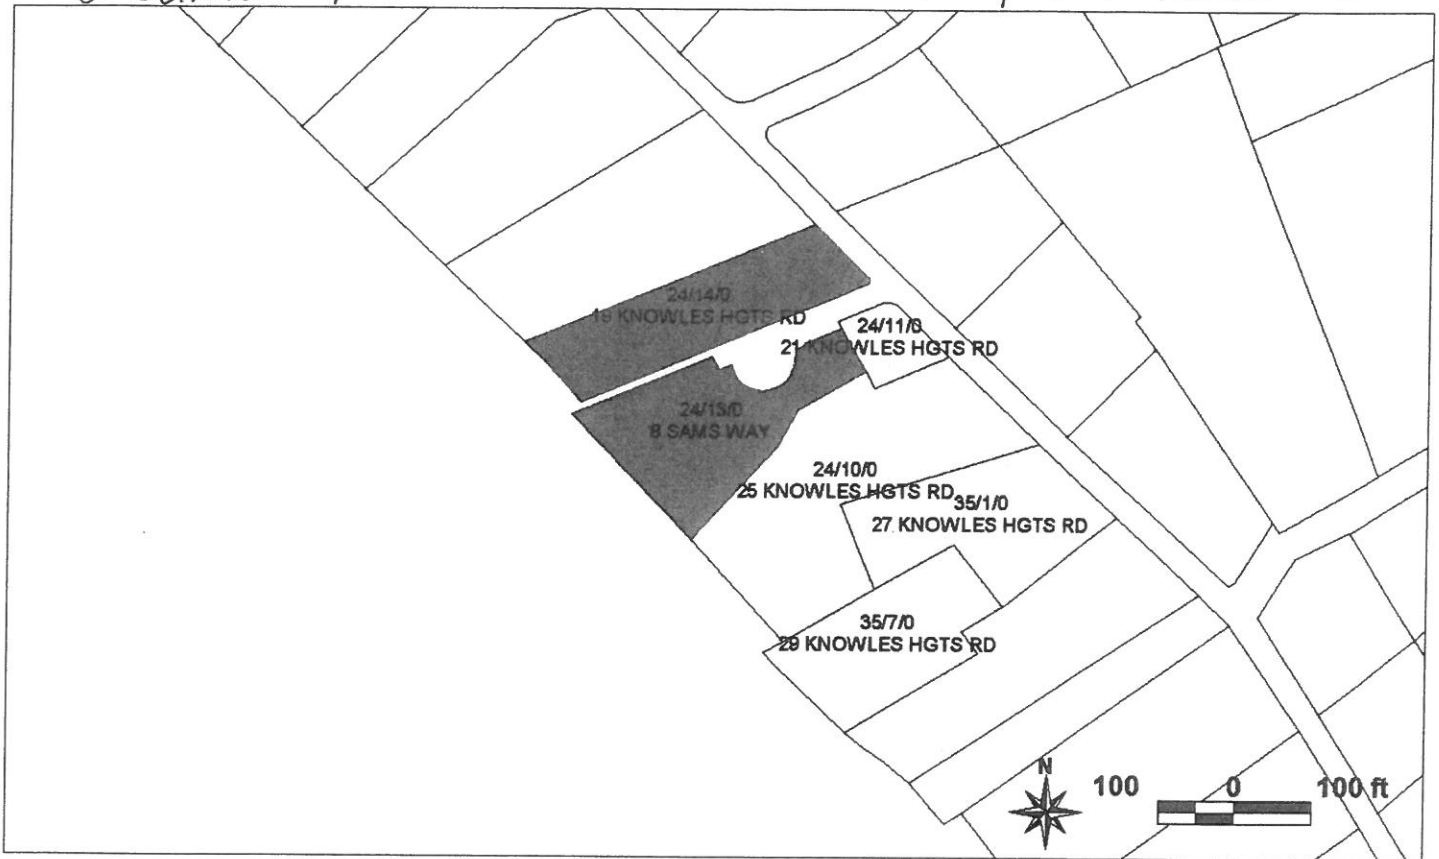 24/14/0
KNOWLES HGTS RD
24/11/0
21 KNOWLES HGTS RD
24/13/0
8 SAMS WAY
24/10/0
25 KNOWLES HGTS RD
35/1/0
27 KNOWLES HGTS RD
35/7/0
29 KNOWLES HGTS RD
N
100 0 100 ft